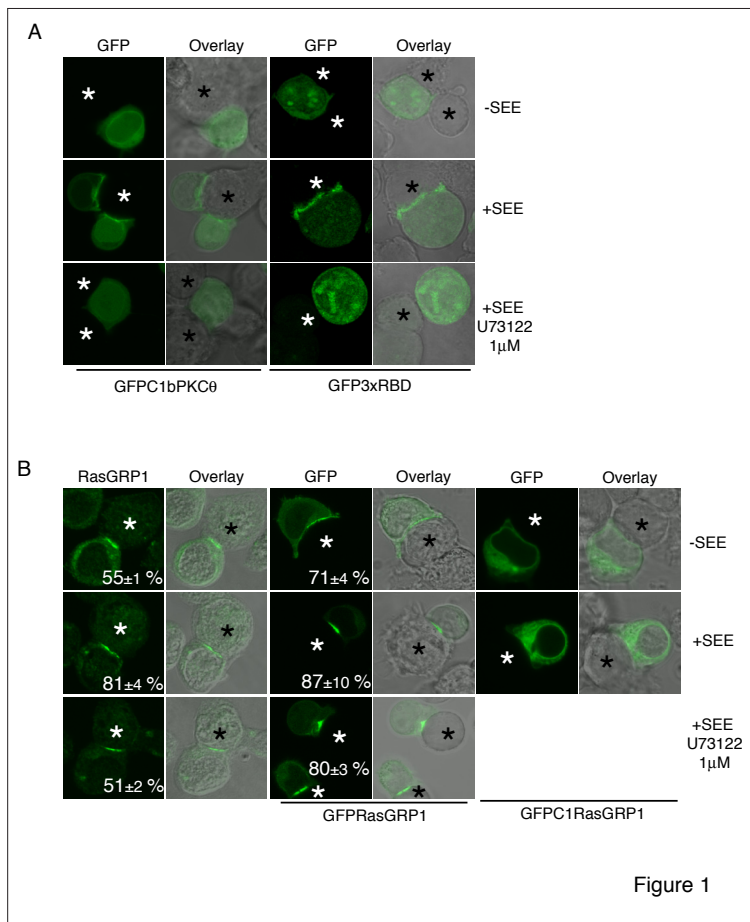 A
GFP Overlay GFP Overlay
* * * *
* *
-SEE
* * * *
+SEE
* * * *
* *
+SEE
U73122
1μM
GFPC1bPKCθ GFP3xRBD
B
RasGRP1 Overlay GFP Overlay GFP Overlay
* * * * * *
55±1 % 71±4 %
-SEE
* * * * * *
81±4 % 87±10 %
+SEE
* * * *
51±2 % 80±3 %
* *
+SEE
U73122
1μM
GFPRasGRP1 GFPC1RasGRP1
Figure 1